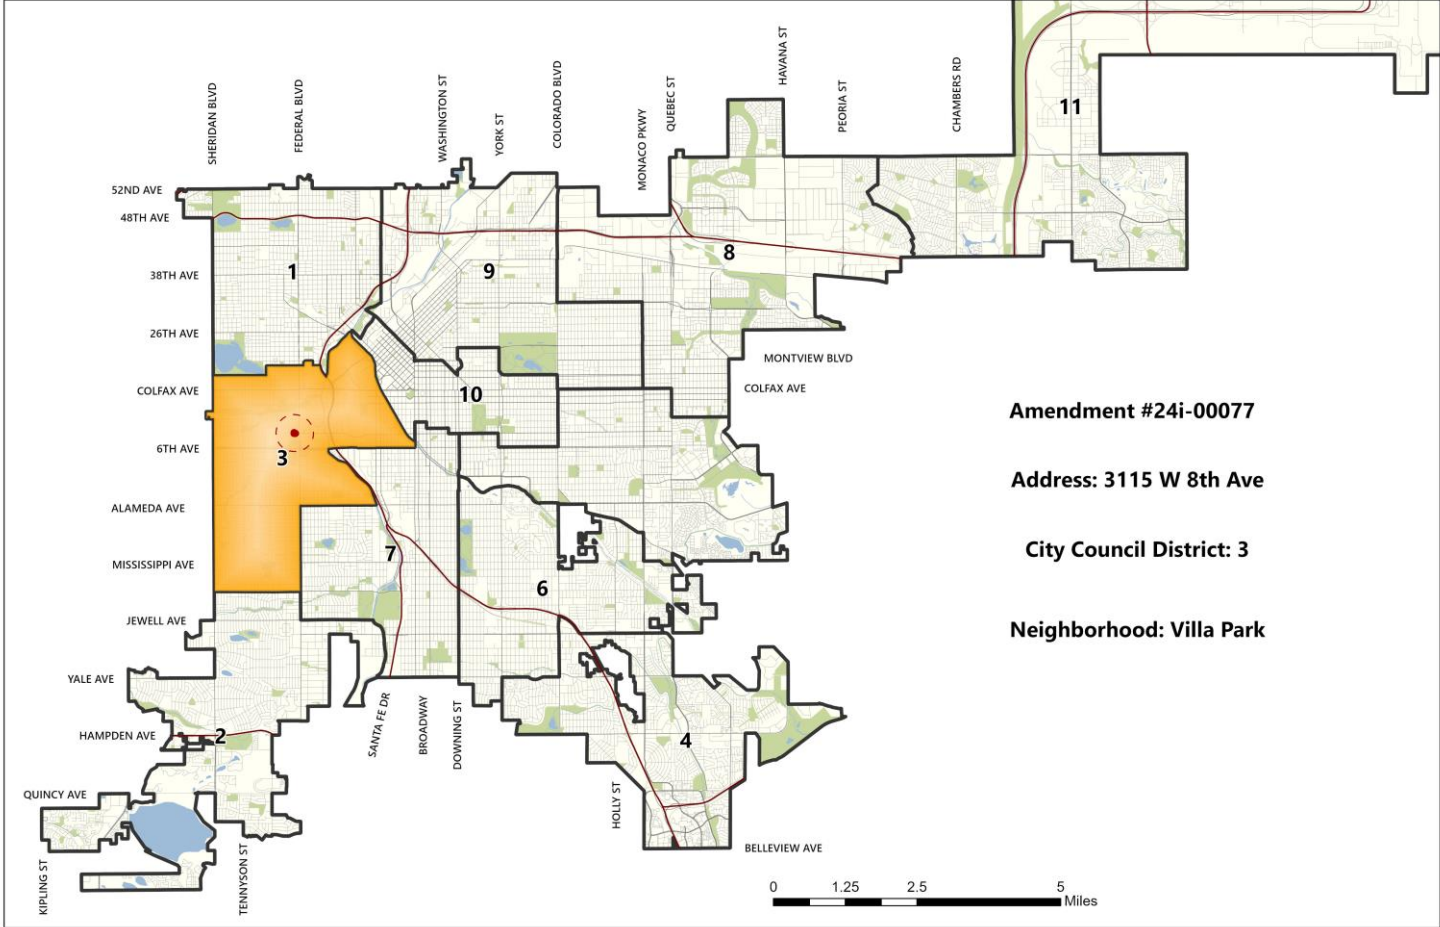 SHERIDAN BLVD
FEDERAL BLVD
WASHINGTON ST
YORK ST
COLORADO BLVD
MONACO PKWY
QUEBEC ST
HAVANA ST
PEORIA ST
CHAMBERS RD
11
52ND AVE
48TH AVE
38TH AVE
26TH AVE
COLFAX AVE
6TH AVE
ALAMEDA AVE
MISSISSIPPI AVE
JEWELL AVE
YALE AVE
HAMPDEN AVE
QUINCY AVE
1
9
8
10
3
7
6
2
4
MONTVIEW BLVD
COLFAX AVE
Amendment #24i-00077
Address: 3115 W 8th Ave
City Council District: 3
Neighborhood: Villa Park
SANTA FE DR
BROADWAY
DOWNING ST
HOLLY ST
BELLEVIEW AVE
KIPLING ST
TENNYSON ST
0 1.25 2.5 5
Miles